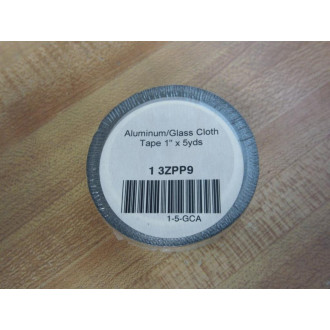 Aluminum/Glass Cloth
Tape 1" x 5yds
1 3ZPP9
1-5-GCA